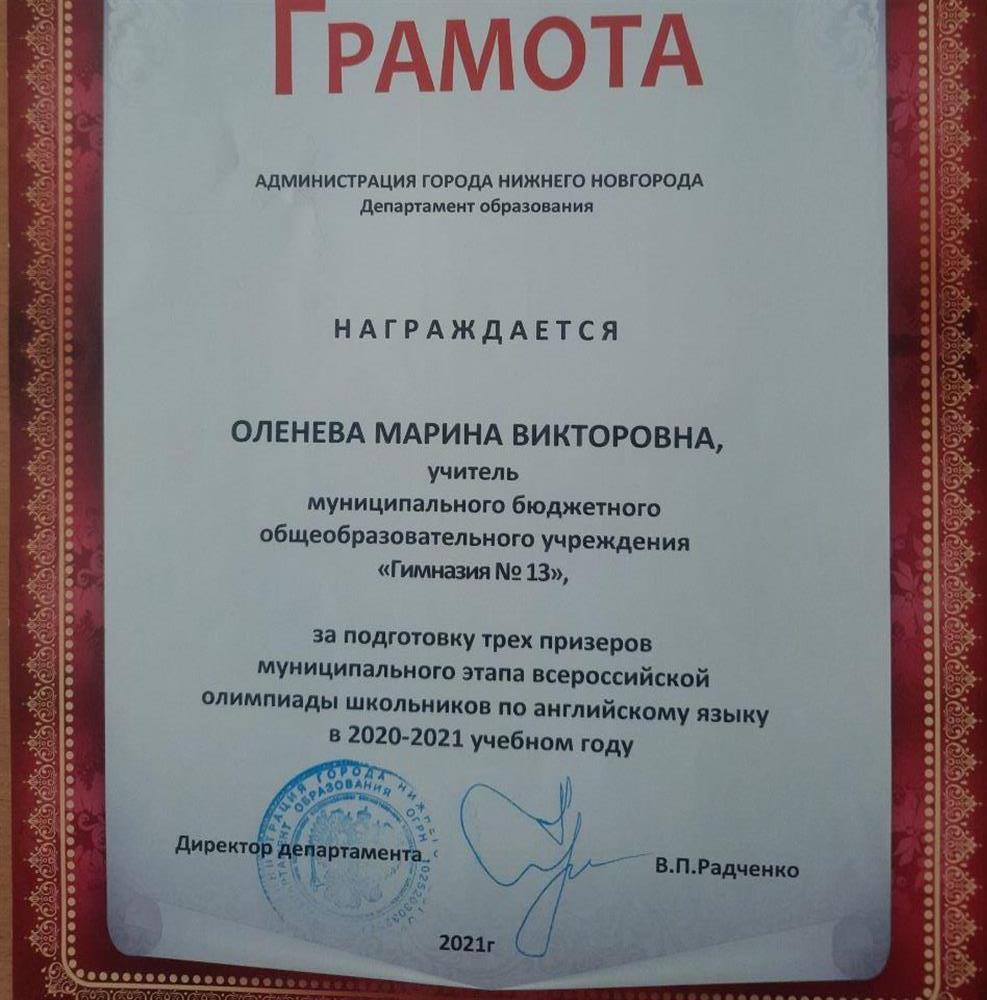 ГРАМОТА
АДМИНИСТРАЦИЯ ГОРОДА НИЖНЕГО НОВГОРОДА
Департамент образования
НАГРАЖДАЕТСЯ
ОЛЕНЕВА МАРИНА ВИКТОРОВНА,
учитель
муниципального бюджетного
общеобразовательного учреждения
«Гимназия № 13»,
за подготовку трех призеров
муниципального этапа всероссийской
олимпиады школьников по английскому языку
в 2020-2021 учебном году
Директор департамента
В.П.Радченко
2021г